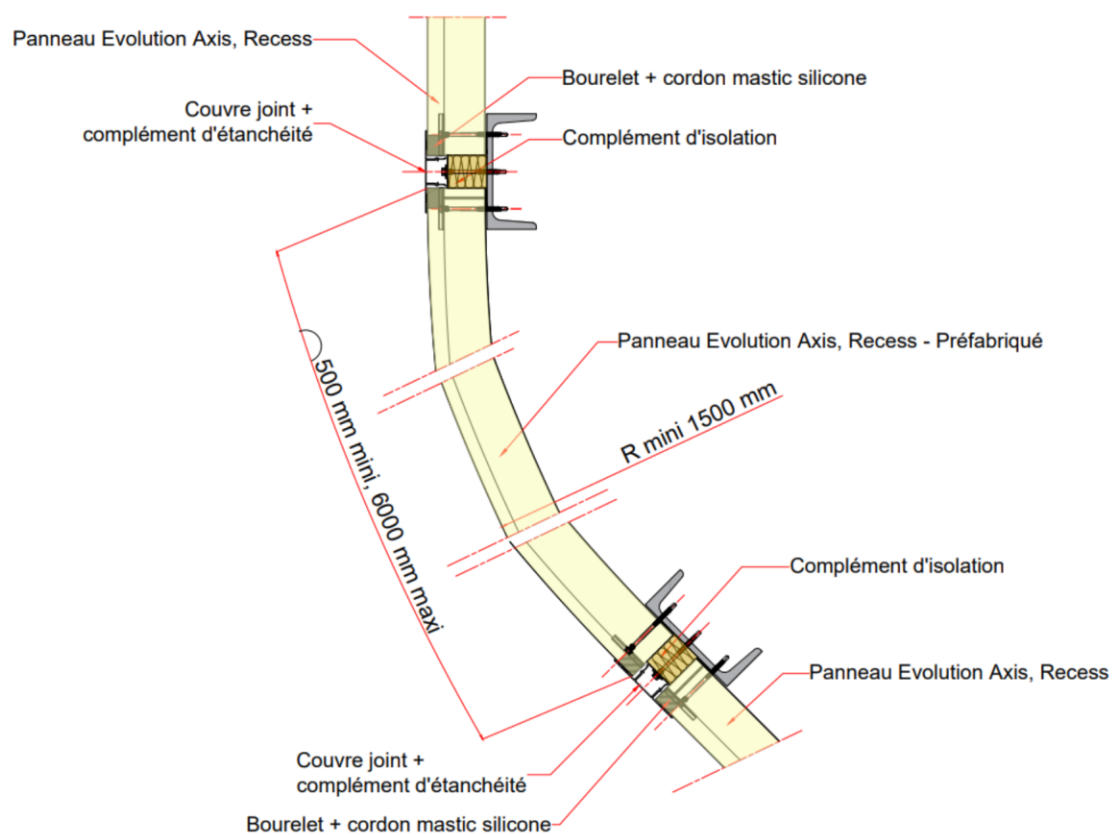 Panneau Evolution Axis, Recess
Bourelet + cordon mastic silicone
Couvre joint +
complément d'étanchéité
Complément d'isolation
Panneau Evolution Axis, Recess - Préfabriqué
R mini 1500 mm
500 mm mini, 6000 mm maxi
Complément d'isolation
Panneau Evolution Axis, Recess
Couvre joint +
complément d'étanchéité
Bourelet + cordon mastic silicone